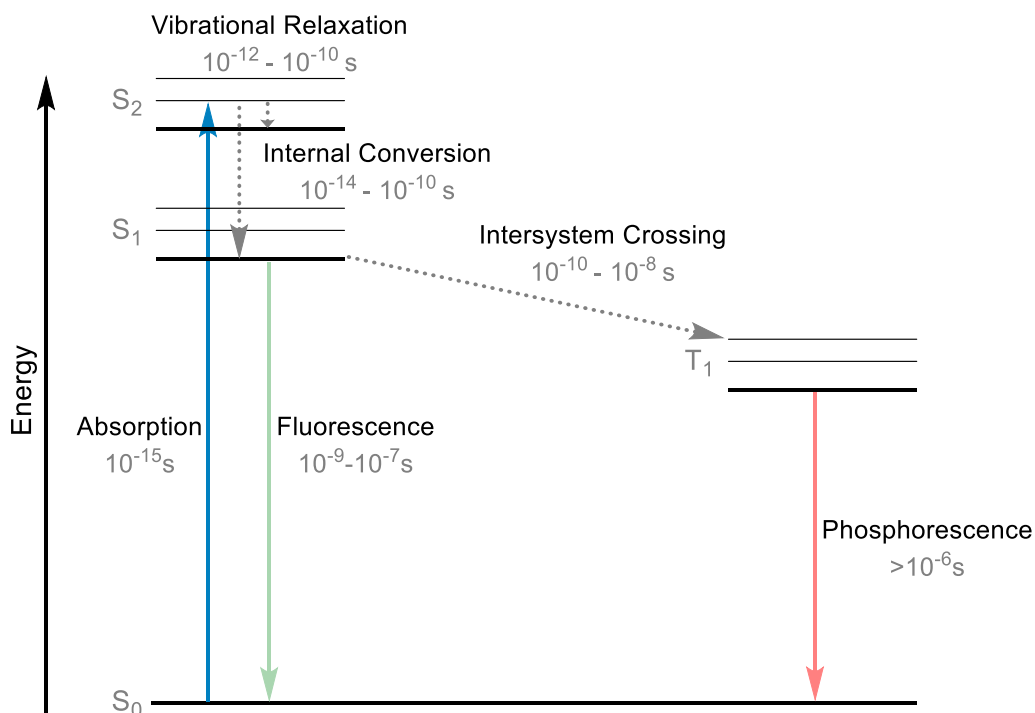 Vibrational Relaxation
10⁻¹² - 10⁻¹⁰ s
S₂
Internal Conversion
10⁻¹⁴ - 10⁻¹⁰ s
S₁
Intersystem Crossing
10⁻¹⁰ - 10⁻⁸ s
T₁
Energy
Absorption
10⁻¹⁵s
Fluorescence
10⁻⁹-10⁻⁷s
Phosphorescence
>10⁻⁶s
S₀